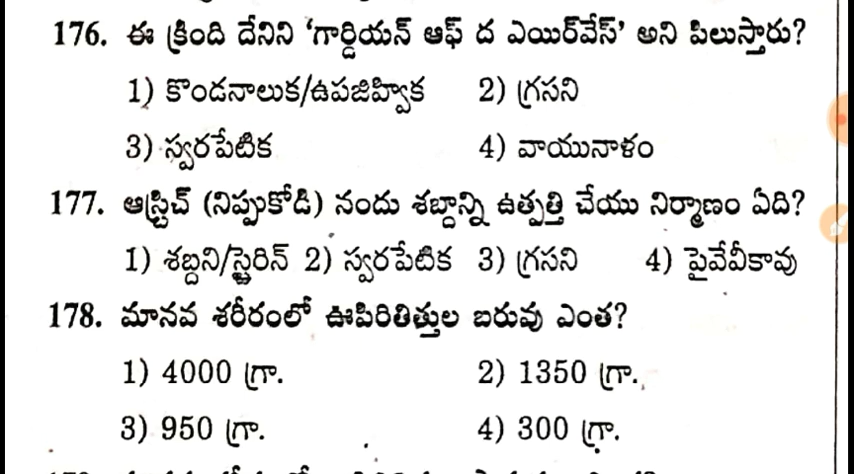 176. ఈ క్రింది దేనిని ‘గార్డియన్ ఆఫ్ ద ఎయిర్‌వేస్’ అని పిలుస్తారు?
1) కొండనాలుక/ఉపజిహ్విక 2) గ్రసని
3) స్వరపేటిక 4) వాయునాళం
177. ఆస్ట్రిచ్ (నిప్పుకోడి) నందు శబ్దాన్ని ఉత్పత్తి చేయు నిర్మాణం ఏది?
1) శబ్దని/స్టైరిన్ 2) స్వరపేటిక 3) గ్రసని 4) పైవేవీకావు
178. మానవ శరీరంలో ఊపిరితిత్తుల బరువు ఎంత?
1) 4000 గ్రా. 2) 1350 గ్రా.
3) 950 గ్రా. 4) 300 గ్రా.